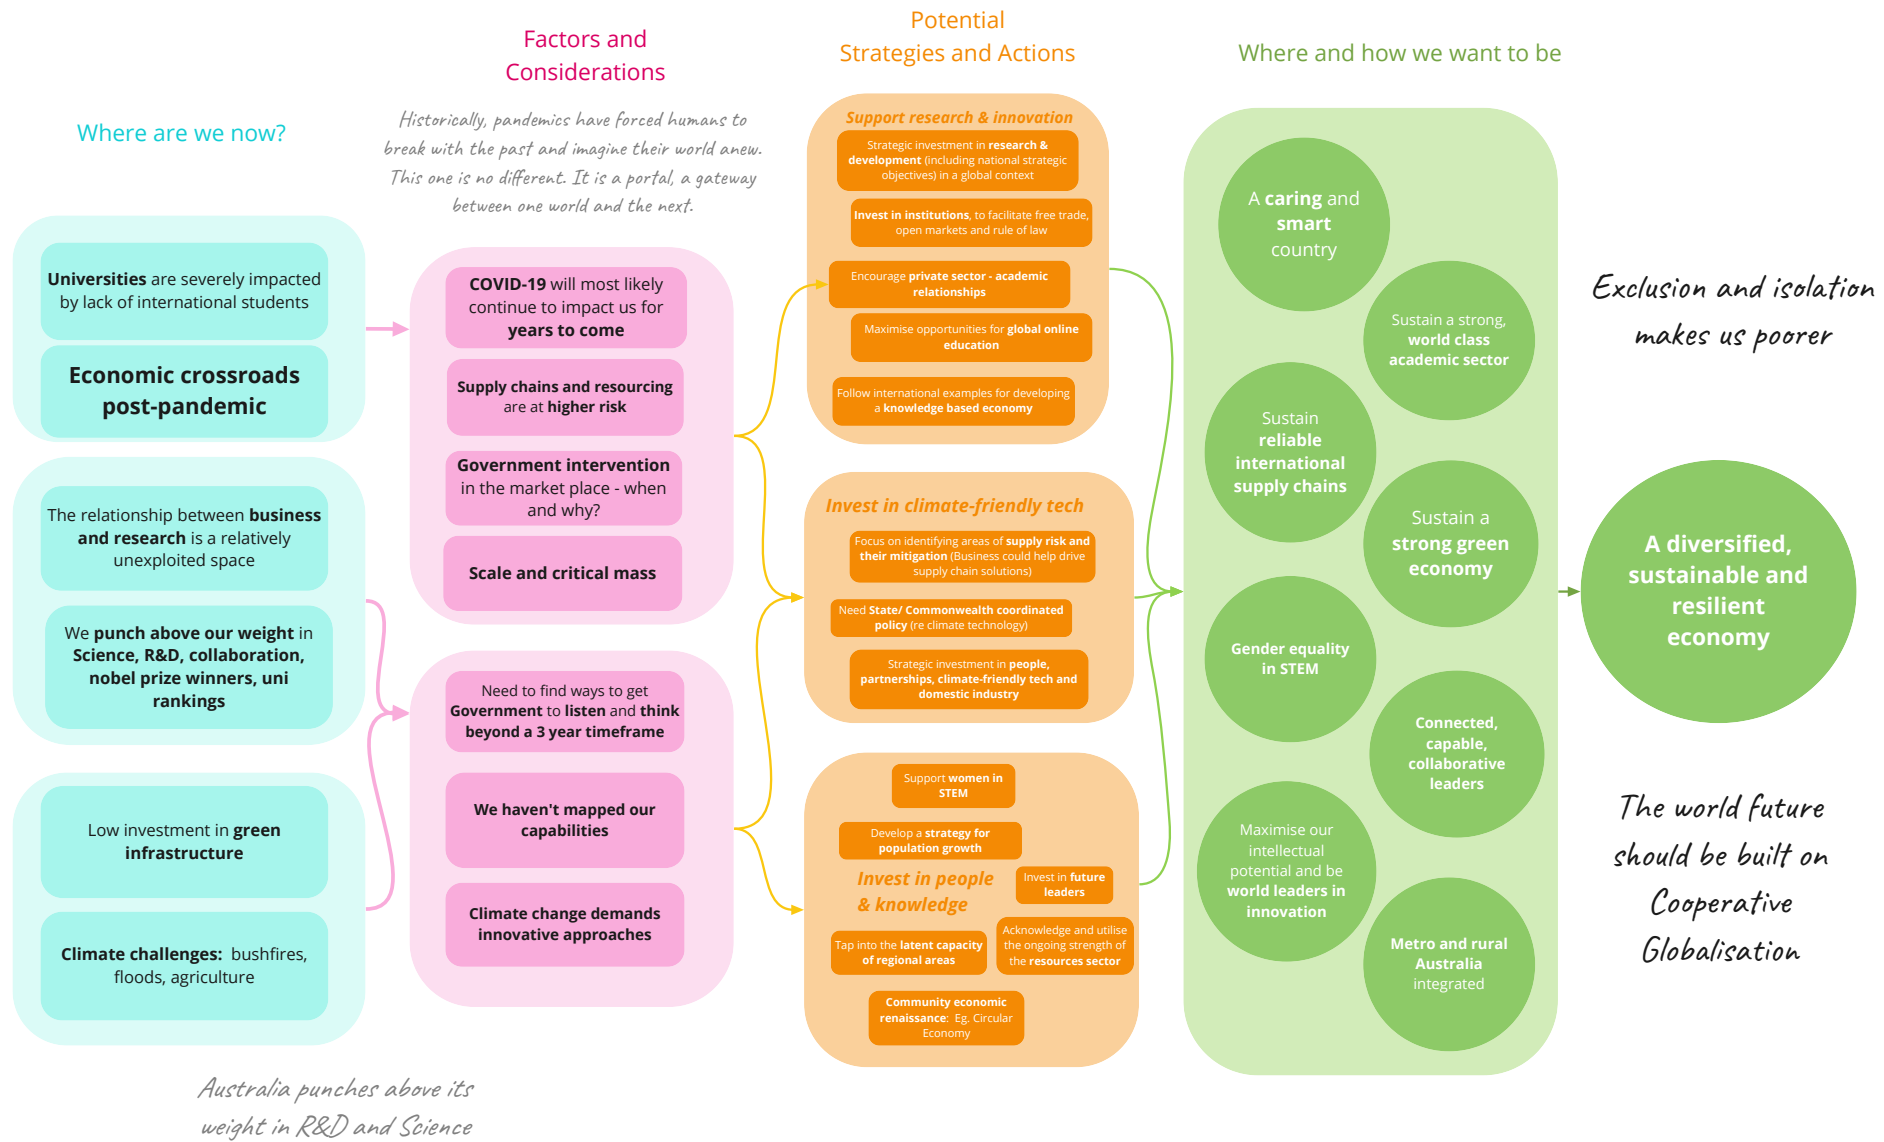 Where are we now?
Universities are severely impacted
by lack of international students
Economic crossroads
post-pandemic
The relationship between business
and research is a relatively
unexploited space
We punch above our weight in
Science, R&D, collaboration,
nobel prize winners, uni
rankings
Low investment in green
infrastructure
Climate challenges: bushfires,
floods, agriculture
Australia punches above its
weight in R&D and Science
Factors and
Considerations
Historically, pandemics have forced humans to
break with the past and imagine their world anew.
This one is no different. It is a portal, a gateway
between one world and the next.
COVID-19 will most likely
continue to impact us for
years to come
Supply chains and resourcing
are at higher risk
Government intervention
in the market place - when
and why?
Scale and critical mass
Need to find ways to get
Government to listen and think
beyond a 3 year timeframe
We haven't mapped our
capabilities
Climate change demands
innovative approaches
Potential
Strategies and Actions
Support research & innovation
Strategic investment in research &
development (including national strategic
objectives) in a global context
Invest in institutions, to facilitate free trade,
open markets and rule of law
Encourage private sector - academic
relationships
Maximise opportunities for global online
education
Follow international examples for developing
a knowledge based economy
Invest in climate-friendly tech
Focus on identifying areas of supply risk and
their mitigation (Business could help drive
supply chain solutions)
Need State/ Commonwealth coordinated
policy (re climate technology)
Strategic investment in people,
partnerships, climate-friendly tech and
domestic industry
Support women in
STEM
Develop a strategy for
population growth
Invest in people
& knowledge
Invest in future
leaders
Tap into the latent capacity
of regional areas
Acknowledge and utilise
the ongoing strength of
the resources sector
Community economic
renaissance: Eg. Circular
Economy
Where and how we want to be
A caring and
smart
country
Sustain a strong,
world class
academic sector
Sustain
reliable
international
supply chains
Sustain a
strong green
economy
Gender equality
in STEM
Connected,
capable,
collaborative
leaders
Maximise our
intellectual
potential and be
world leaders in
innovation
Metro and rural
Australia
integrated
Exclusion and isolation
makes us poorer
A diversified,
sustainable and
resilient
economy
The world future
should be built on
Cooperative
Globalisation